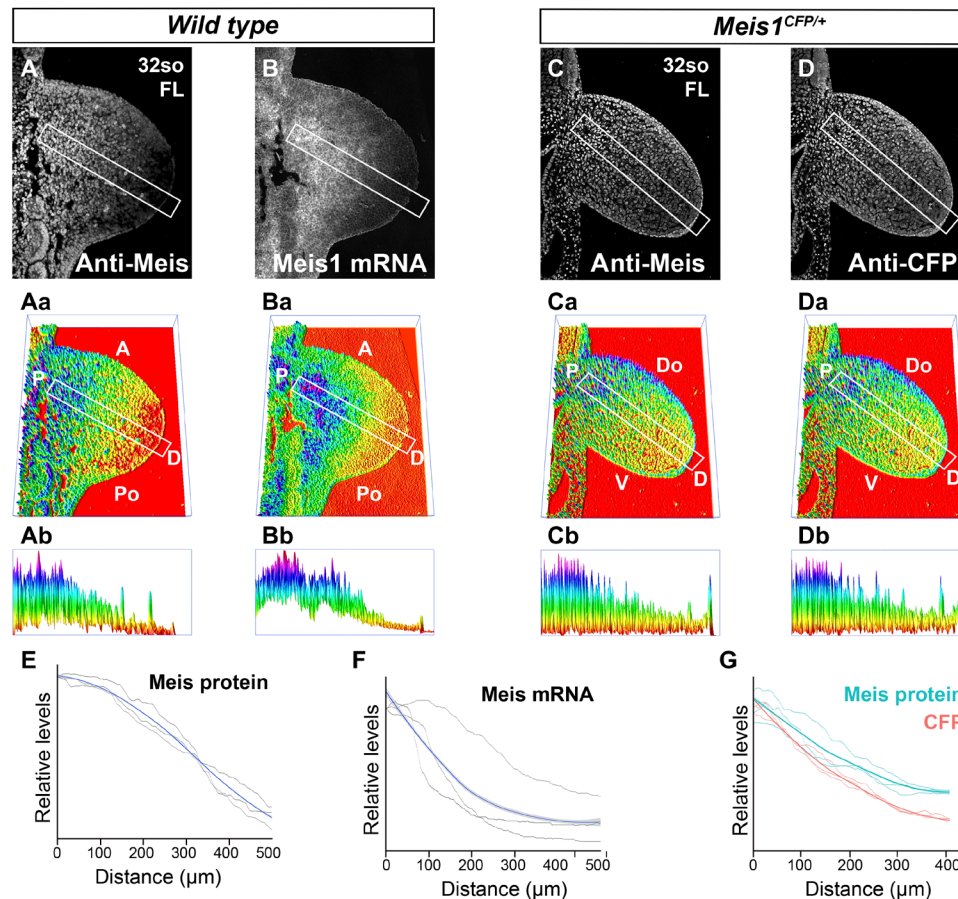 Wild type
Meis1CFP/+
A
32so
FL
Anti-Meis
B
Meis1 mRNA
C
32so
FL
Anti-Meis
D
Anti-CFP
Aa
A
P
D
Po
Ba
A
P
D
Po
Ca
Do
P
D
V
Da
Do
P
D
V
Ab
Bb
Cb
Db
E
Meis protein
Relative levels
0 100 200 300 400 500
Distance (µm)
F
Meis mRNA
Relative levels
0 100 200 300 400 500
Distance (µm)
G
Meis protein
CFP
Relative levels
0 100 200 300 400
Distance (µm)